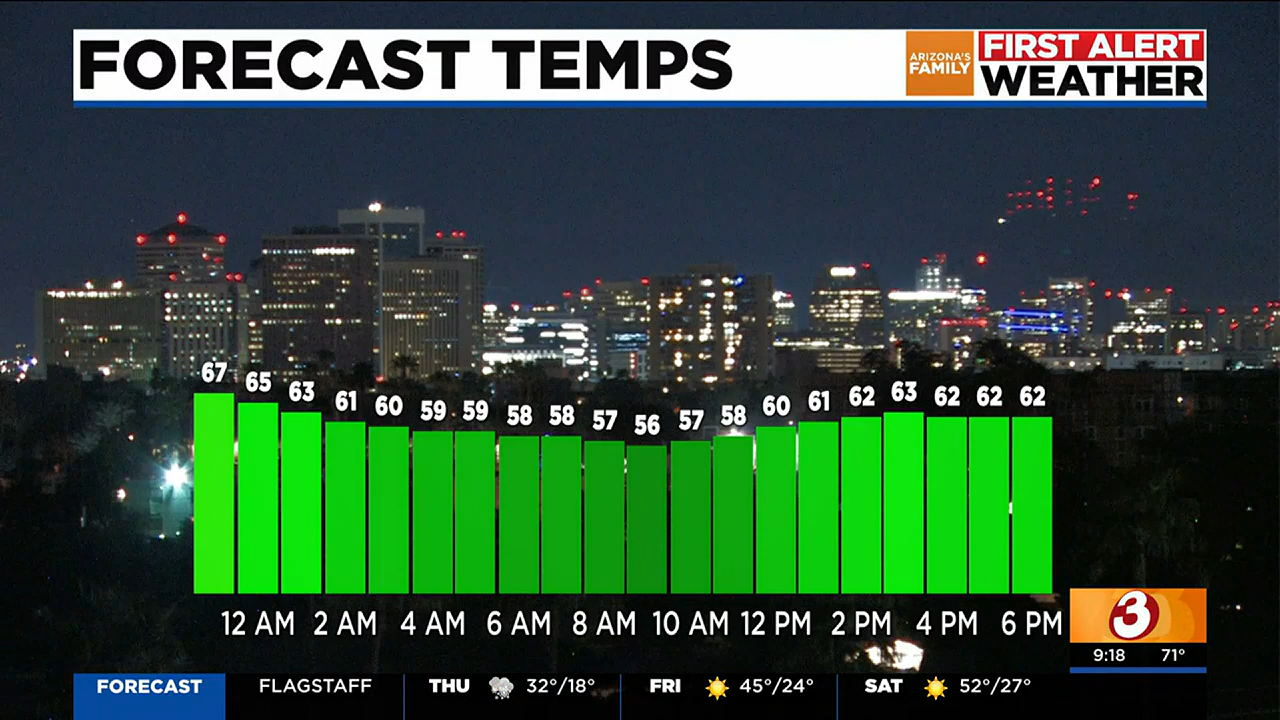 FORECAST TEMPS
ARIZONA'S FAMILY
FIRST ALERT
WEATHER
67 65 63 61 60 59 59 58 58 57 56 57 58 60 61 62 63 62 62 62
12 AM 2 AM 4 AM 6 AM 8 AM 10 AM 12 PM 2 PM 4 PM 6 PM
3
9:18 71°
FORECAST FLAGSTAFF THU 32°/18° FRI 45°/24° SAT 52°/27°